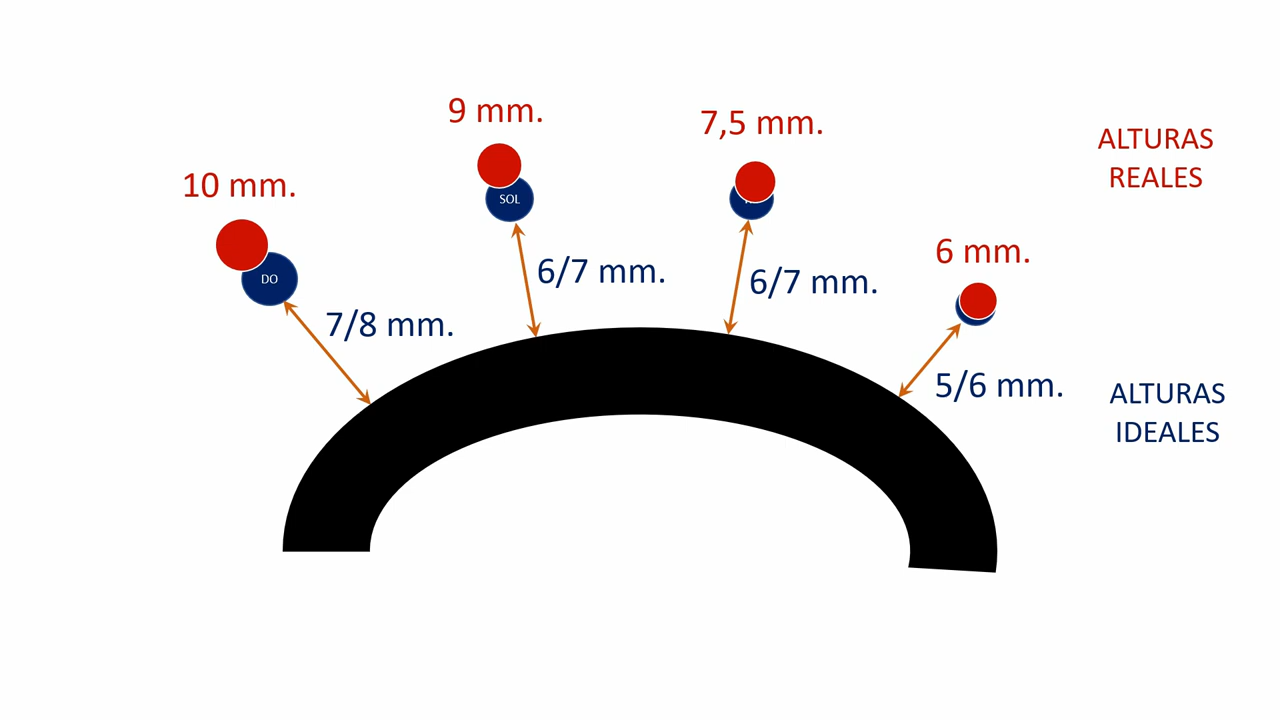 9 mm.
7,5 mm.
ALTURAS
REALES
10 mm.
SOL
6 mm.
DO
6/7 mm.
6/7 mm.
7/8 mm.
5/6 mm.
ALTURAS
IDEALES